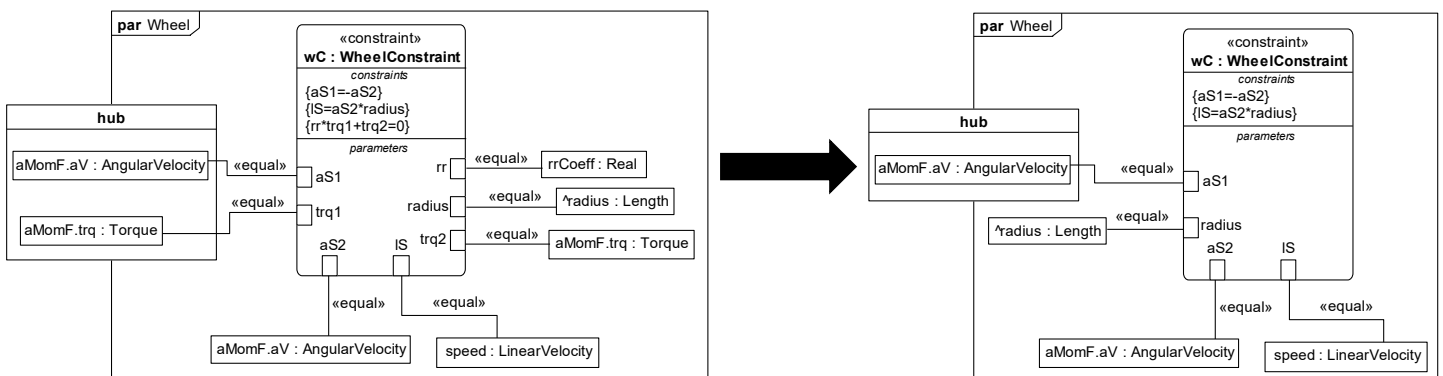 par Wheel
«constraint»
wC : WheelConstraint
constraints
{aS1=-aS2}
{lS=aS2*radius}
{rr*trq1+trq2=0}
parameters
hub
aMomF.aV : AngularVelocity
«equal»
aS1
aMomF.trq : Torque
«equal»
trq1
rr
«equal»
rrCoeff : Real
radius
«equal»
^radius : Length
trq2
«equal»
aMomF.trq : Torque
aS2
lS
«equal»
«equal»
aMomF.aV : AngularVelocity
speed : LinearVelocity
par Wheel
«constraint»
wC : WheelConstraint
constraints
{aS1=-aS2}
{lS=aS2*radius}
parameters
hub
aMomF.aV : AngularVelocity
«equal»
aS1
^radius : Length
«equal»
radius
aS2
lS
«equal»
«equal»
aMomF.aV : AngularVelocity
speed : LinearVelocity